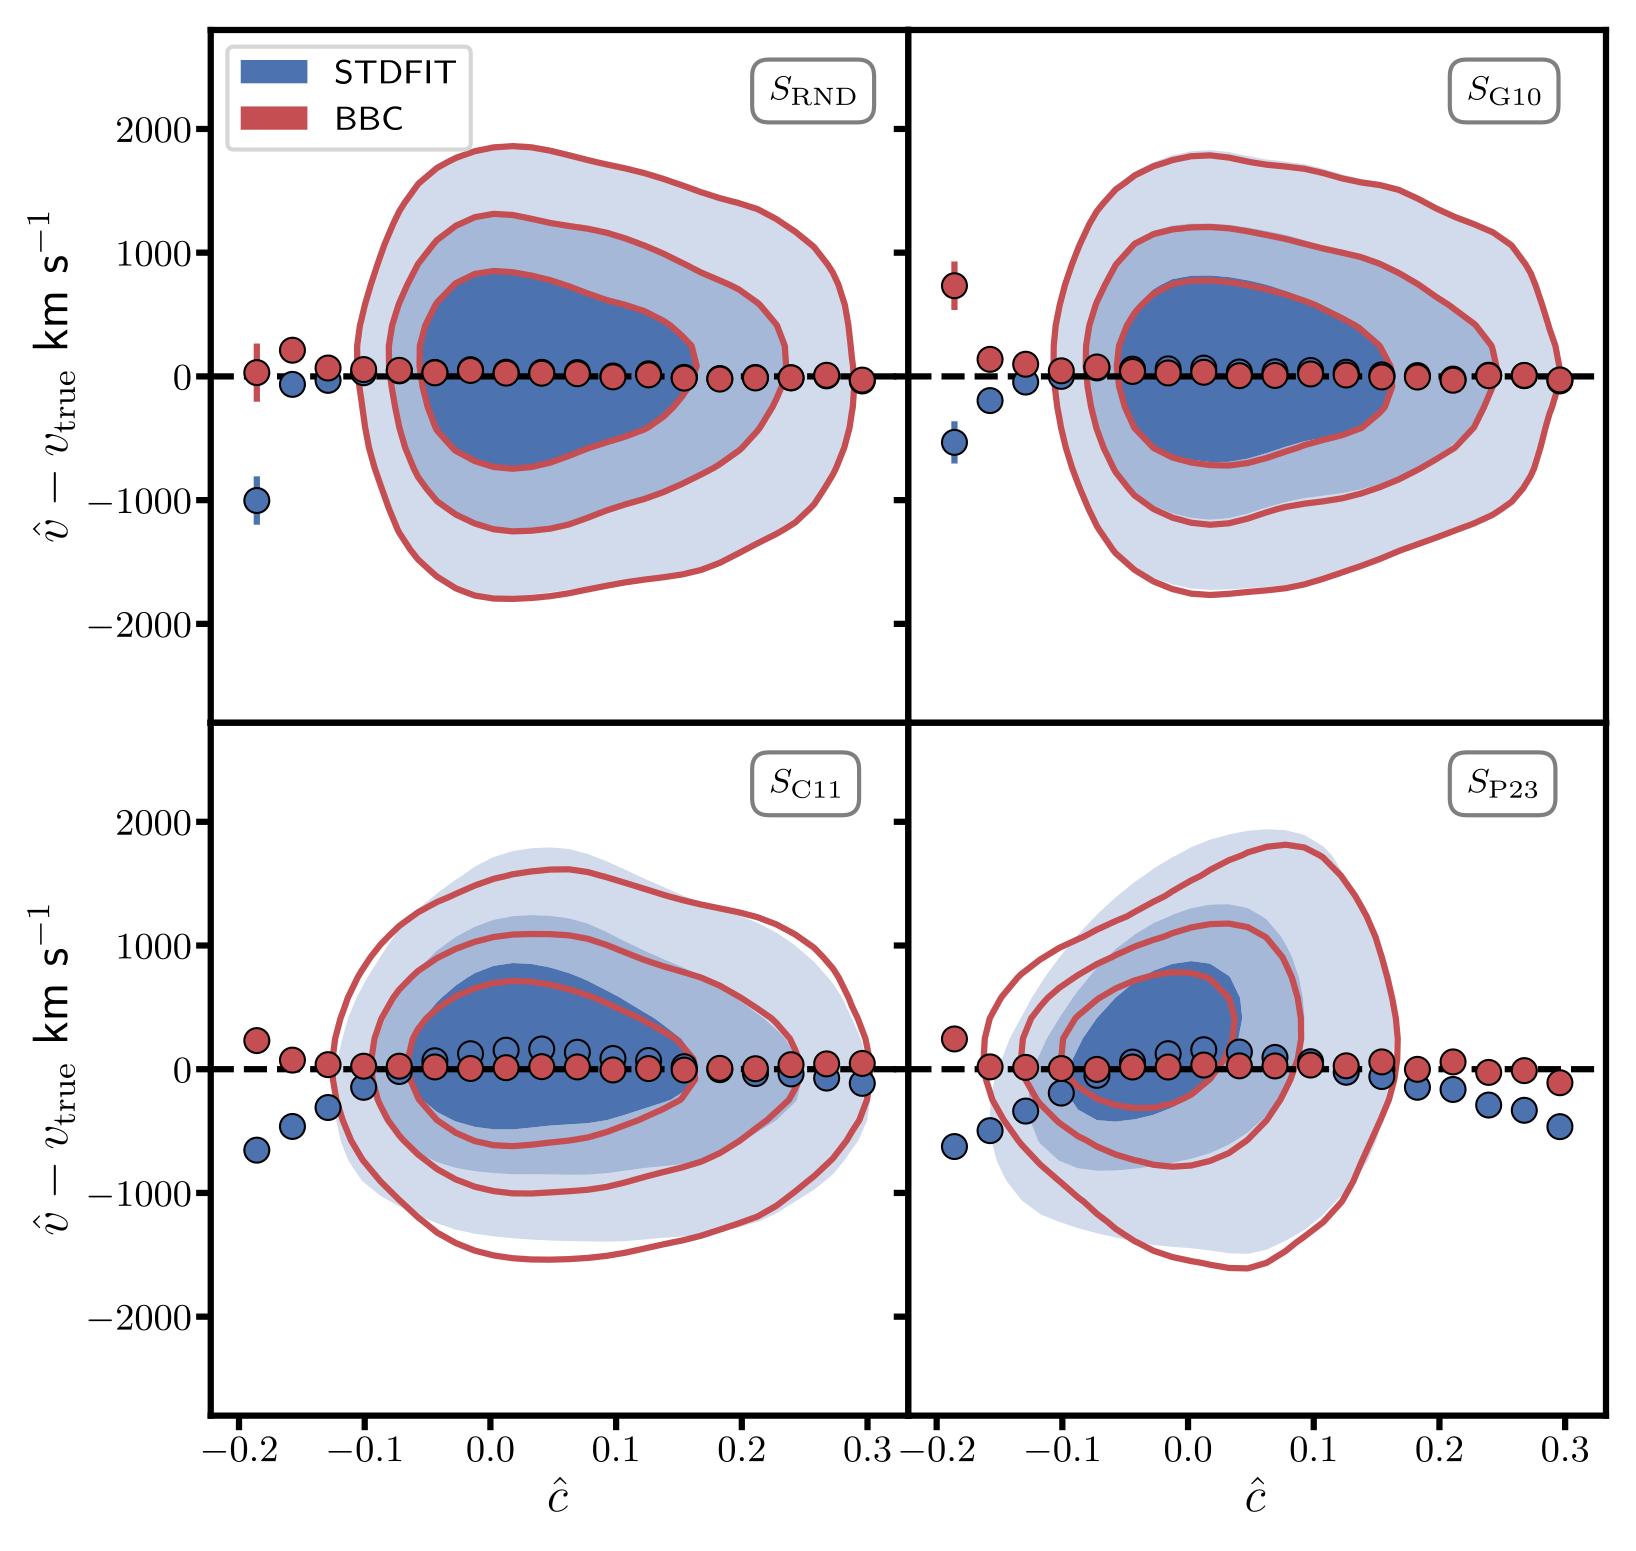 STDFIT
BBC
S_RND
S_G10
2000
1000
0
−1000
−2000
v̂ − v_true km s⁻¹
S_C11
S_P23
2000
1000
0
−1000
−2000
v̂ − v_true km s⁻¹
−0.2 −0.1 0.0 0.1 0.2 0.3 −0.2 −0.1 0.0 0.1 0.2 0.3
ĉ ĉ